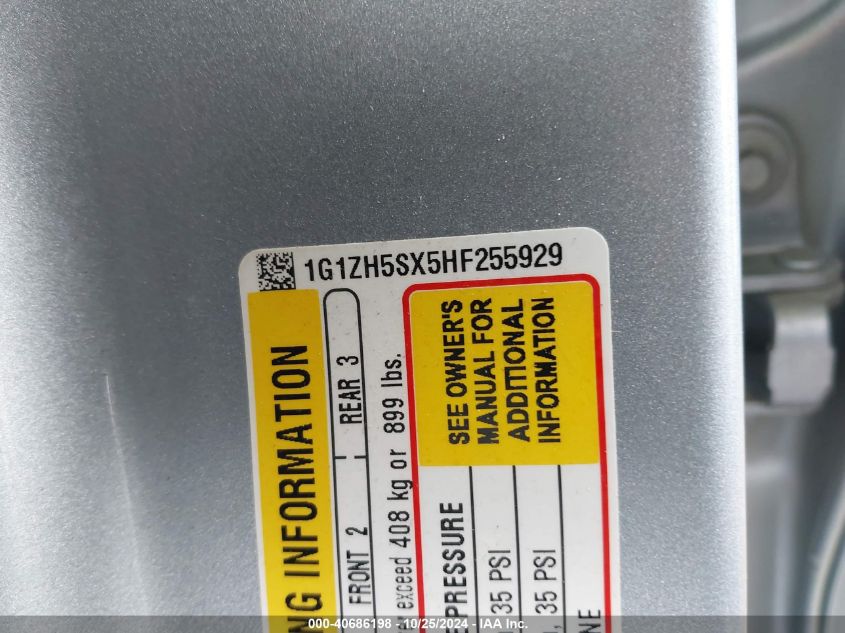 1G1ZH5SX5HF255929
NG INFORMATION
FRONT 2
REAR 3
exceed 408 kg or 899 lbs.
PRESSURE
SEE OWNER'S
MANUAL FOR
ADDITIONAL
INFORMATION
35 PSI
35 PSI
NE
000-40686198 - 10/25/2024 - IAA Inc.